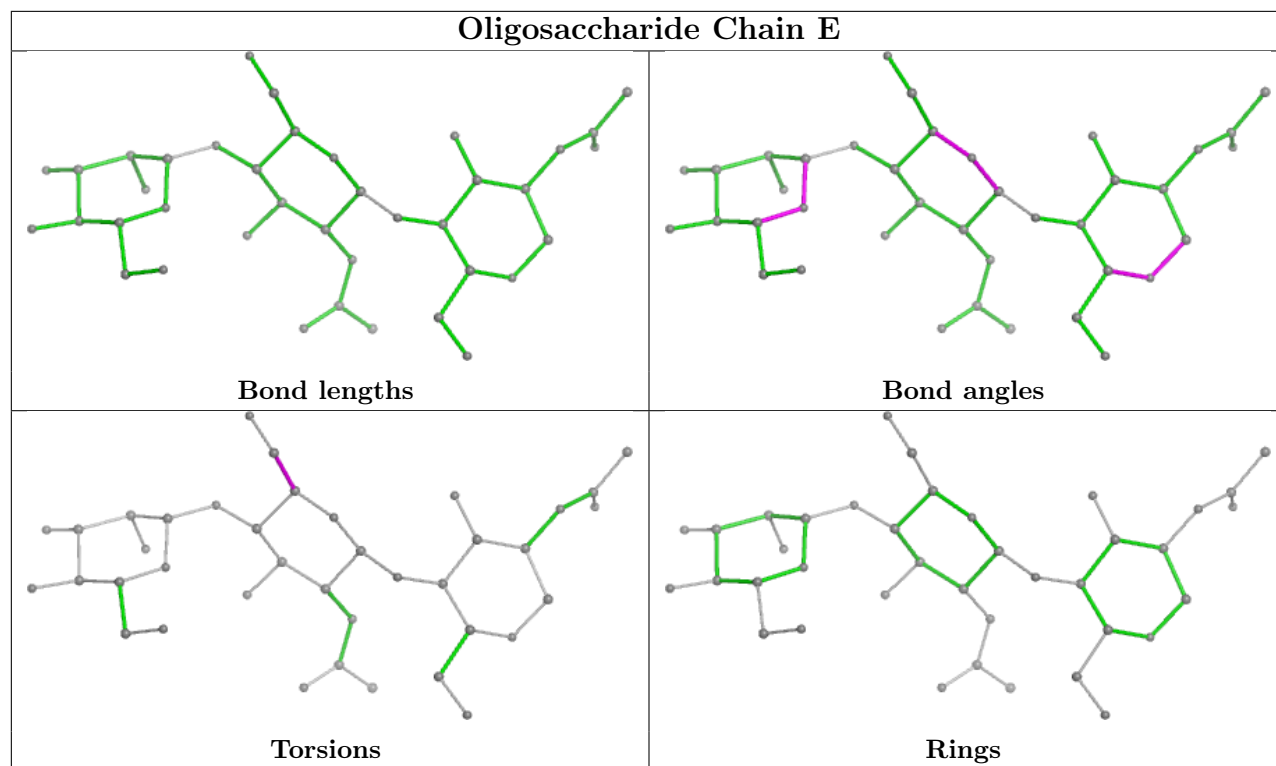 Oligosaccharide Chain E
Bond lengths
Bond angles
Torsions
Rings